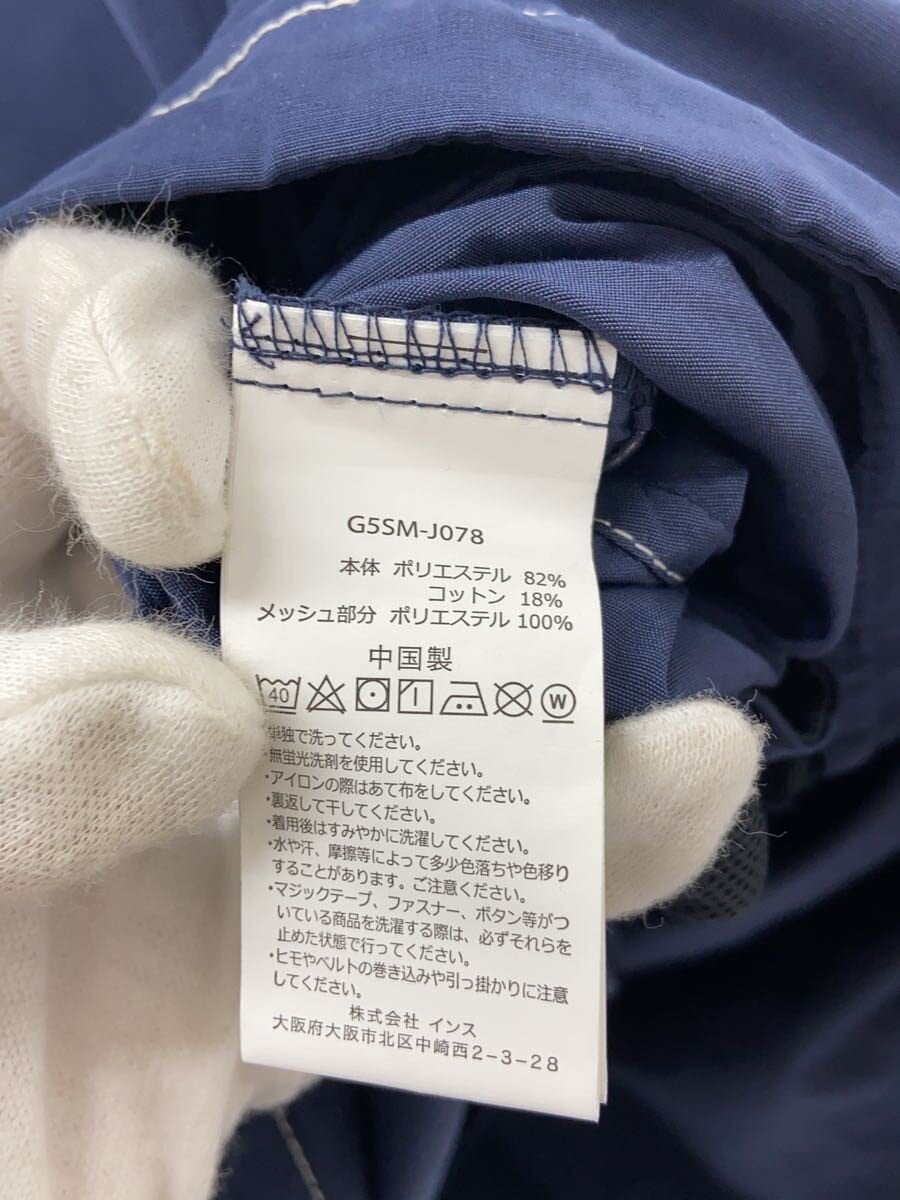 G5SM-J078
本体 ポリエステル 82%
コットン 18%
メッシュ部分 ポリエステル 100%
中国製
40 W
・単独で洗ってください。
・無蛍光洗剤を使用してください。
・アイロンの際はあて布をしてください。
・裏返して干してください。
・着用後はすみやかに洗濯してください。
・水や汗、摩擦等によって多少色落ちや色移り
することがあります。ご注意ください。
・マジックテープ、ファスナー、ボタン等がつ
いている商品を洗濯する際は、必ずそれらを
止めた状態で行ってください。
・ヒモやベルトの巻き込みや引っ掛かりに注意
してください。
株式会社 インス
大阪府大阪市北区中崎西2-3-28